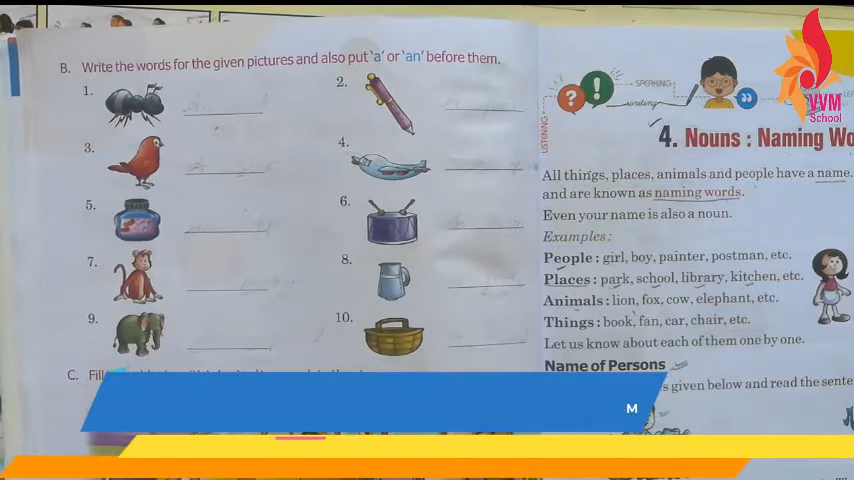 B. Write the words for the given pictures and also put 'a' or 'an' before them.
1.
2.
3.
4.
5.
6.
7.
8.
9.
10.
C. Fill
SPEAKING
writing
LISTENING
VVM
School
4. Nouns : Naming Wo
All things, places, animals and people have a name.
and are known as naming words.
Even your name is also a noun.
Examples:
People : girl, boy, painter, postman, etc.
Places : park, school, library, kitchen, etc.
Animals : lion, fox, cow, elephant, etc.
Things : book, fan, car, chair, etc.
Let us know about each of them one by one.
Name of Persons
s given below and read the sente
M